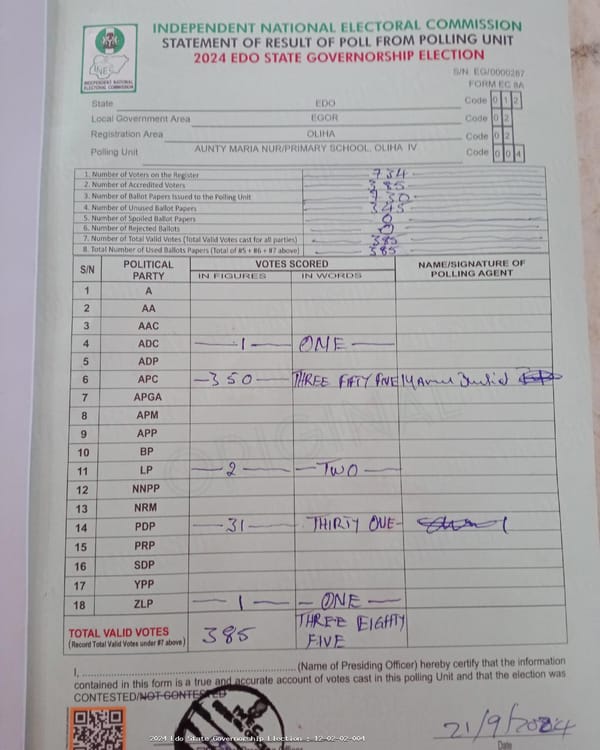 INDEPENDENT NATIONAL ELECTORAL COMMISSION
STATEMENT OF RESULT OF POLL FROM POLLING UNIT
2024 EDO STATE GOVERNORSHIP ELECTION
INEC
INDEPENDENT NATIONAL ELECTORAL COMMISSION
S/N. EG/0000287
FORM EC 8A
State EDO Code 0 1 2
Local Government Area EGOR Code 0 2
Registration Area OLIHA Code 0 2
Polling Unit AUNTY MARIA NUR/PRIMARY SCHOOL, OLIHA IV Code 0 0 4
1. Number of Voters on the Register 734
2. Number of Accredited Voters 385
3. Number of Ballot Papers Issued to the Polling Unit 730
4. Number of Unused Ballot Papers 345
5. Number of Spoiled Ballot Papers 0
6. Number of Rejected Ballots 0
7. Number of Total Valid Votes (Total Valid Votes cast for all parties) 385
8. Total Number of Used Ballots Papers (Total of #5 + #6 + #7 above) 385
S/N POLITICAL PARTY VOTES SCORED NAME/SIGNATURE OF POLLING AGENT
IN FIGURES IN WORDS
1 A
2 AA
3 AAC
4 ADC 1 ONE
5 ADP
6 APC 350 THREE FIFTY FIVE
7 APGA
8 APM
9 APP
10 BP
11 LP 2 TWO
12 NNPP
13 NRM
14 PDP 31 THIRTY ONE
15 PRP
16 SDP
17 YPP
18 ZLP 1 ONE
TOTAL VALID VOTES 385 THREE EIGHTY FIVE
(Record Total Valid Votes under #7 above)
ORIGINAL
I, ........ (Name of Presiding Officer) hereby certify that the information
contained in this form is a true and accurate account of votes cast in this polling Unit and that the election was
CONTESTED/NOT CONTESTED
21/9/2024
Date
2024 Edo State Governorship Election : 12-02-02-004